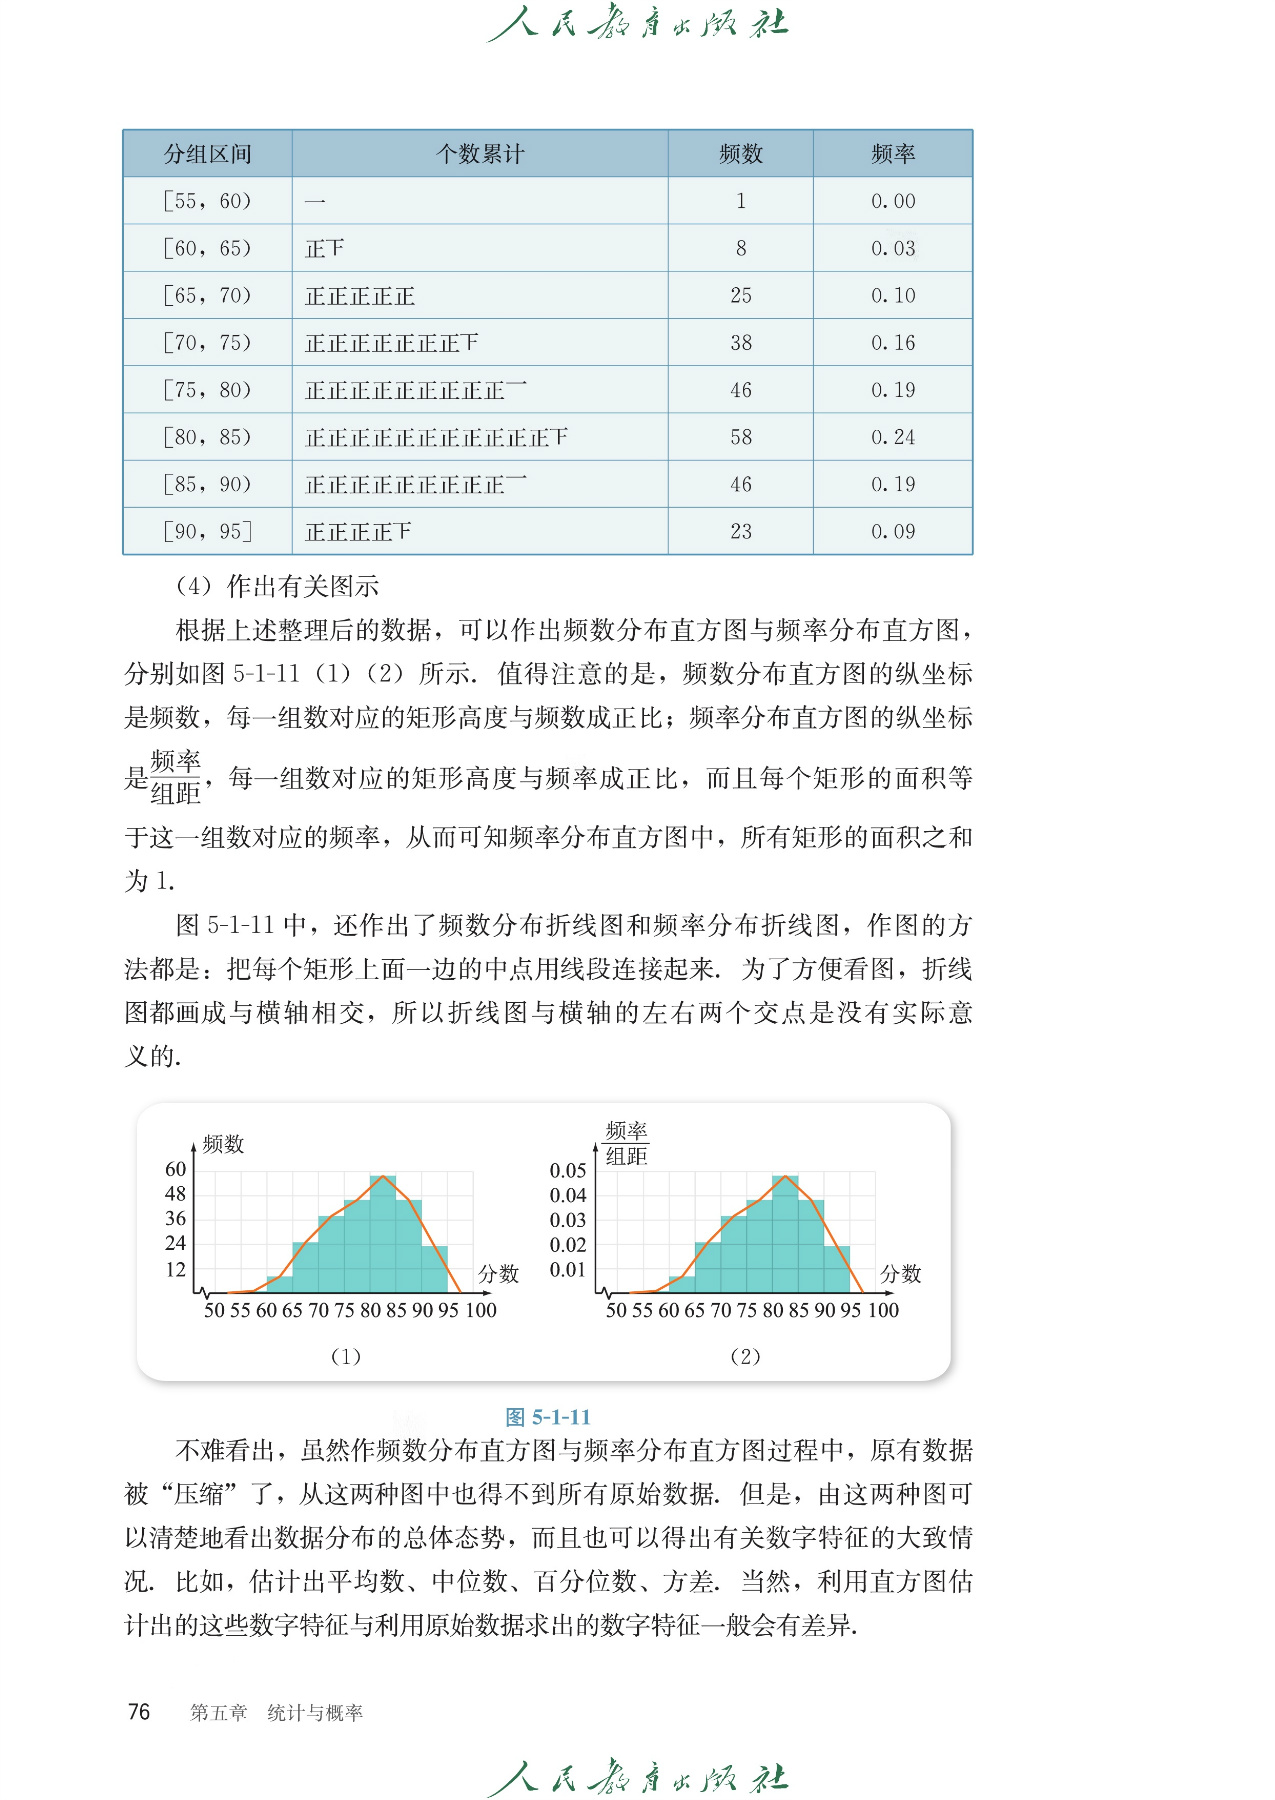 人民教育出版社
分组区间 个数累计 频数 频率
[55，60) 一 1 0.00
[60，65) 正下 8 0.03
[65，70) 正正正正正 25 0.10
[70，75) 正正正正正正正下 38 0.16
[75，80) 正正正正正正正正正一 46 0.19
[80，85) 正正正正正正正正正正正下 58 0.24
[85，90) 正正正正正正正正正一 46 0.19
[90，95] 正正正正下 23 0.09
（4）作出有关图示
根据上述整理后的数据，可以作出频数分布直方图与频率分布直方图，
分别如图 5-1-11（1）（2）所示．值得注意的是，频数分布直方图的纵坐标
是频数，每一组数对应的矩形高度与频数成正比；频率分布直方图的纵坐标
是频率/组距，每一组数对应的矩形高度与频率成正比，而且每个矩形的面积等
于这一组数对应的频率，从而可知频率分布直方图中，所有矩形的面积之和
为 1.
图 5-1-11 中，还作出了频数分布折线图和频率分布折线图，作图的方
法都是：把每个矩形上面一边的中点用线段连接起来．为了方便看图，折线
图都画成与横轴相交，所以折线图与横轴的左右两个交点是没有实际意
义的.
频数
60
48
36
24
12
分数
50 55 60 65 70 75 80 85 90 95 100
（1）
频率
组距
0.05
0.04
0.03
0.02
0.01
分数
50 55 60 65 70 75 80 85 90 95 100
（2）
图 5-1-11
不难看出，虽然作频数分布直方图与频率分布直方图过程中，原有数据
被“压缩”了，从这两种图中也得不到所有原始数据．但是，由这两种图可
以清楚地看出数据分布的总体态势，而且也可以得出有关数字特征的大致情
况．比如，估计出平均数、中位数、百分位数、方差．当然，利用直方图估
计出的这些数字特征与利用原始数据求出的数字特征一般会有差异.
76 第五章 统计与概率
人民教育出版社